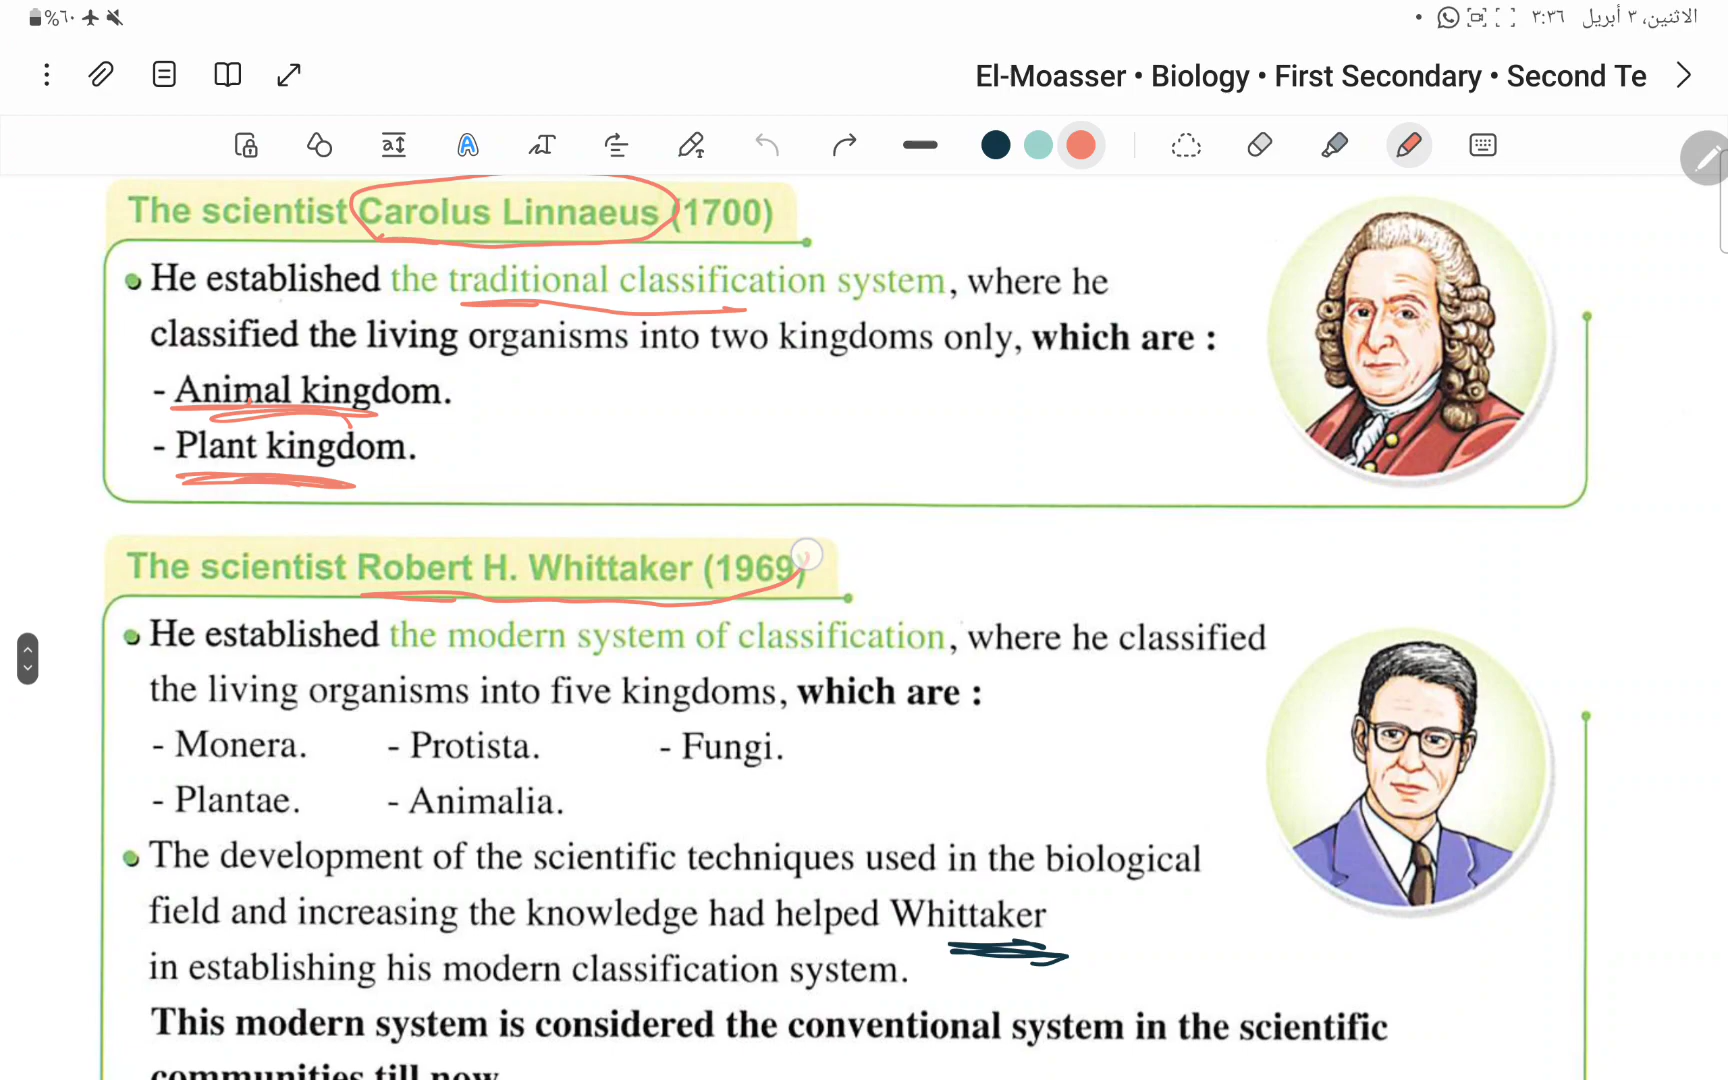 %٦٠
الاثنين، ٣ أبريل ٣:٣٦
El-Moasser • Biology • First Secondary • Second Te
The scientist Carolus Linnaeus (1700)
• He established the traditional classification system, where he
classified the living organisms into two kingdoms only, which are :
- Animal kingdom.
- Plant kingdom.
The scientist Robert H. Whittaker (1969)
• He established the modern system of classification, where he classified
the living organisms into five kingdoms, which are :
- Monera. - Protista. - Fungi.
- Plantae. - Animalia.
• The development of the scientific techniques used in the biological
field and increasing the knowledge had helped Whittaker
in establishing his modern classification system.
This modern system is considered the conventional system in the scientific
communities till now